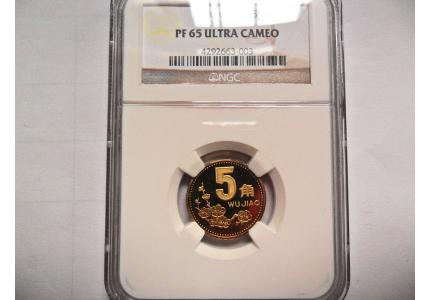 PF 65 ULTRA CAMEO
4292663 003
NGC
5角
WU JIAO